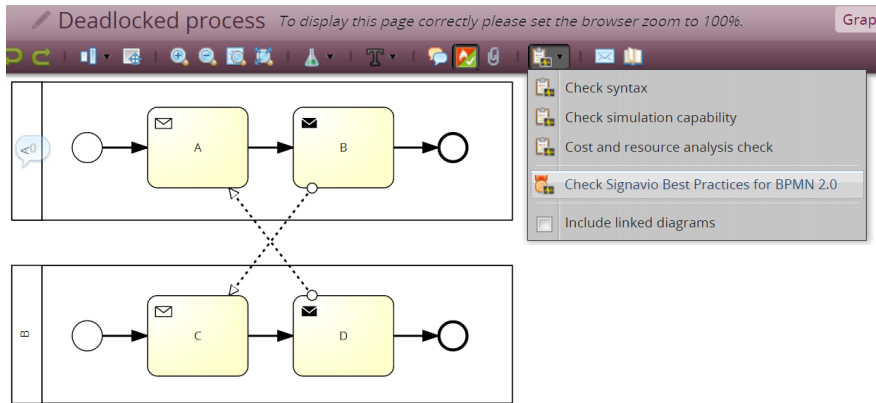 Deadlocked process To display this page correctly please set the browser zoom to 100%.
Grap
T
Check syntax
Check simulation capability
Cost and resource analysis check
Check Signavio Best Practices for BPMN 2.0
Include linked diagrams
A
0
A
B
B
C
D